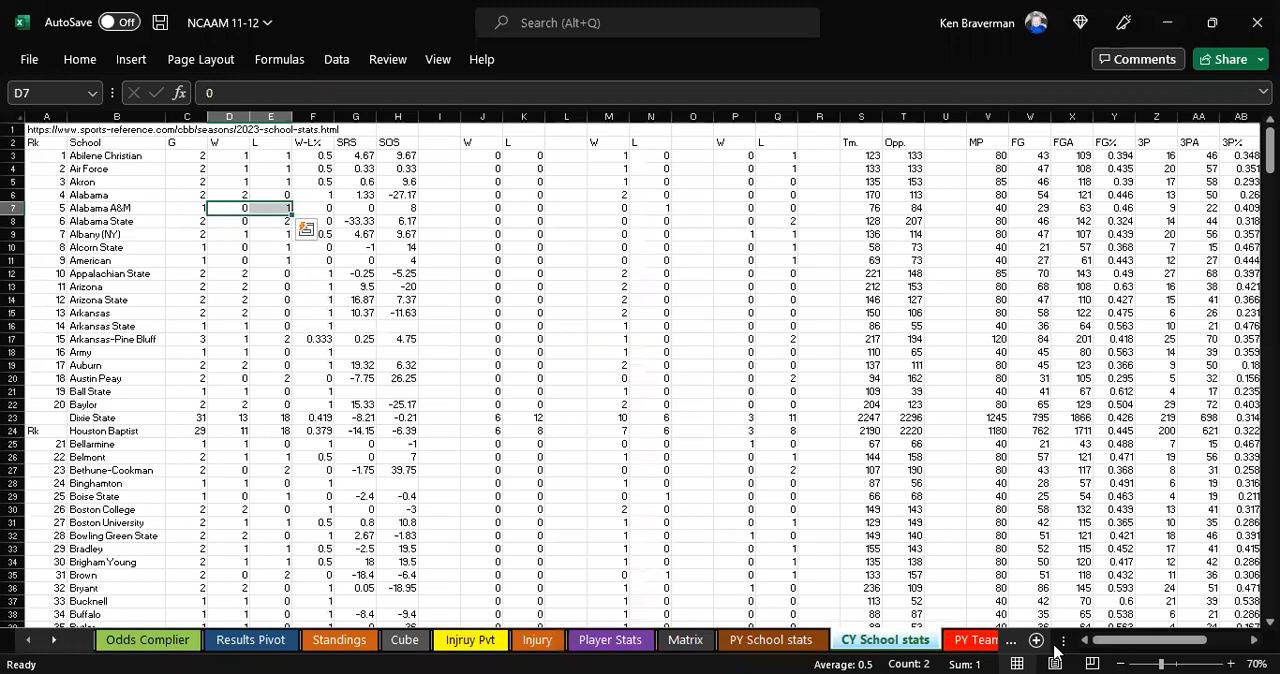 AutoSave Off NCAAM 11-12 Search (Alt+Q) Ken Braverman
File Home Insert Page Layout Formulas Data Review View Help Comments Share
D7 fx 0
A B C D E F G H I J K L M N O P Q R S T U V W X Y Z AA AB
1 https://www.sports-reference.com/cbb/seasons/2023-school-stats.html
2 Rk School G W L W-L% SRS SOS W L W L W L Tm. Opp. MP FG FGA FG% 3P 3PA 3P%
3 1 Abilene Christian 2 1 1 0.5 4.67 9.67 0 0 1 0 0 1 123 133 80 43 109 0.394 16 46 0.348
4 2 Air Force 2 1 1 0.5 0.33 0.33 0 0 1 0 0 1 133 133 80 47 108 0.435 20 57 0.351
5 3 Akron 2 1 1 0.5 0.6 9.6 0 0 1 0 0 0 135 153 85 46 118 0.39 17 58 0.293
6 4 Alabama 2 2 0 1 1.33 -27.17 0 0 2 0 0 0 170 113 80 54 121 0.446 13 50 0.26
7 5 Alabama A&M 1 0 1 0 0 8 0 0 0 1 0 0 76 84 40 29 63 0.46 9 22 0.409
8 6 Alabama State 2 0 2 0 -33.33 6.17 0 0 0 0 0 2 128 207 80 46 142 0.324 14 44 0.318
9 7 Albany (NY) 2 1 1 0.5 4.67 9.67 0 0 0 0 1 1 136 114 80 47 107 0.439 20 56 0.357
10 8 Alcorn State 1 0 1 0 -1 14 0 0 0 0 0 1 58 73 40 21 57 0.368 7 15 0.467
11 9 American 1 0 1 0 0 4 0 0 0 0 0 1 69 73 40 27 61 0.443 12 27 0.444
12 10 Appalachian State 2 2 0 1 -0.25 -5.25 0 0 2 0 0 0 221 148 85 70 143 0.49 27 68 0.397
13 11 Arizona 2 2 0 1 9.5 -20 0 0 2 0 0 0 212 153 80 68 108 0.63 16 38 0.421
14 12 Arizona State 2 2 0 1 16.87 7.37 0 0 2 0 0 0 146 127 80 47 110 0.427 15 41 0.366
15 13 Arkansas 2 2 0 1 10.37 -11.63 0 0 2 0 0 0 150 106 80 58 122 0.475 6 26 0.231
16 14 Arkansas State 1 1 0 1 0 0 1 0 0 0 86 55 40 36 64 0.563 10 21 0.476
17 15 Arkansas-Pine Bluff 3 1 2 0.333 0.25 4.75 0 0 1 0 0 2 217 194 120 84 201 0.418 25 70 0.357
18 16 Army 1 1 0 1 0 0 1 0 0 0 110 65 40 45 80 0.563 14 39 0.359
19 17 Auburn 2 2 0 1 19.32 6.32 0 0 2 0 0 0 137 111 80 45 123 0.366 9 50 0.18
20 18 Austin Peay 2 0 2 0 -7.75 26.25 0 0 0 0 0 2 94 162 80 31 105 0.295 5 32 0.156
21 19 Ball State 1 1 0 1 0 0 1 0 0 0 109 39 40 41 67 0.612 4 17 0.235
22 20 Baylor 2 2 0 1 15.33 -25.17 0 0 2 0 0 0 204 123 80 65 129 0.504 29 72 0.403
23 Dixie State 31 13 18 0.419 -8.21 -0.21 6 12 10 6 3 11 2247 2296 1245 795 1866 0.426 219 698 0.314
24 Rk Houston Baptist 29 11 18 0.379 -14.15 -6.39 6 8 7 6 3 8 2190 2220 1180 762 1711 0.445 200 621 0.322
25 21 Bellarmine 1 1 0 1 0 -1 0 0 0 0 1 0 67 66 40 21 43 0.488 7 15 0.467
26 22 Belmont 2 1 1 0.5 0 7 0 0 1 0 0 1 144 158 80 57 121 0.471 19 56 0.339
27 23 Bethune-Cookman 2 0 2 0 -1.75 39.75 0 0 0 0 0 2 107 190 80 43 117 0.368 8 31 0.258
28 24 Binghamton 1 1 0 1 0 0 1 0 0 0 87 56 40 28 57 0.491 6 19 0.316
29 25 Boise State 1 0 1 0 -2.4 -0.4 0 0 0 1 0 0 66 68 40 25 54 0.463 4 19 0.211
30 26 Boston College 2 2 0 1 0 -3 0 0 2 0 0 0 149 143 80 58 132 0.439 13 41 0.317
31 27 Boston University 2 1 1 0.5 0.8 10.8 0 0 1 0 0 1 129 149 80 42 115 0.365 10 35 0.286
32 28 Bowling Green State 2 2 0 1 2.67 -1.83 0 0 1 0 1 0 149 140 80 51 121 0.421 18 46 0.391
33 29 Bradley 2 1 1 0.5 -2.5 19.5 0 0 1 0 0 1 155 143 80 52 115 0.452 17 41 0.415
34 30 Brigham Young 2 1 1 0.5 18 19.5 0 0 1 0 0 1 135 138 80 50 120 0.417 12 42 0.286
35 31 Brown 2 0 2 0 -18.4 -6.4 0 0 0 1 0 1 133 157 80 51 118 0.432 11 36 0.306
36 32 Bryant 2 2 0 1 0.05 -18.95 0 0 1 0 1 0 236 109 80 86 145 0.593 24 51 0.471
37 33 Bucknell 1 1 0 1 0 0 1 0 0 0 113 52 40 42 70 0.6 21 39 0.538
38 34 Buffalo 1 1 0 1 -8.4 -9.4 0 0 1 0 0 0 88 87 40 35 65 0.538 6 21 0.286
Odds Complier Results Pivot Standings Cube Injruy Pvt Injury Player Stats Matrix PY School stats CY School stats PY Team ...
Ready Average: 0.5 Count: 2 Sum: 1 70%